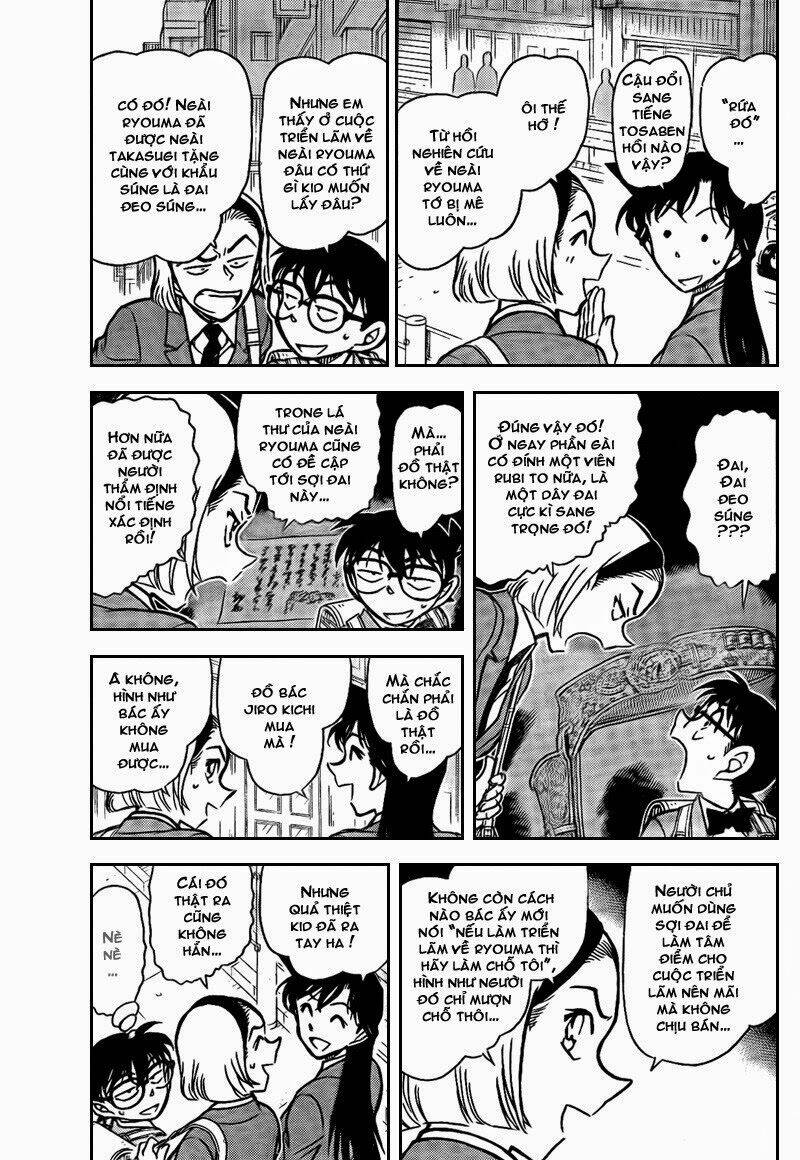 "RỨA
ĐÓ"
...
CẬU ĐỔI
SANG
TIẾNG
TOSABEN
HỒI NÀO
VẬY?
ÔI THẾ
HỞ!
TỪ HỒI
NGHIÊN CỨU
VỀ NGÀI
RYOUMA
TỚ BỊ MÊ
LUÔN...
NHƯNG EM
THẤY Ở CUỘC
TRIỂN LÃM VỀ
NGÀI RYOUMA
ĐÂU CÓ THỨ
GÌ KID MUỐN
LẤY ĐÂU?
CÓ ĐÓ! NGÀI
RYOUMA ĐÃ
ĐƯỢC NGÀI
TAKASUGI TẶNG
CÙNG VỚI KHẨU
SÚNG LÀ ĐAI
ĐEO SÚNG...
ĐAI,
ĐAI
ĐEO
SÚNG
???
ĐÚNG VẬY ĐÓ!
Ở NGAY PHẦN GÀI
CÓ ĐÍNH MỘT VIÊN
RUBI TO NỮA, LÀ
MỘT DÂY ĐAI
CỰC KÌ SANG
TRỌNG ĐÓ!
MÀ...
PHẢI
ĐỒ THẬT
KHÔNG?
TRONG LÁ
THƯ CỦA NGÀI
RYOUMA CŨNG
CÓ ĐỀ CẬP
TỚI SỢI ĐAI
NÀY...
HƠN NỮA
ĐÃ ĐƯỢC
NGƯỜI
THẨM ĐỊNH
NỔI TIẾNG
XÁC ĐỊNH
RỒI!
MÀ CHẮC
CHẮN PHẢI
LÀ ĐỒ
THẬT
RỒI...
ĐỒ BÁC
JIRO KICHI
MUA
MÀ!
A KHÔNG,
HÌNH NHƯ
BÁC ẤY
KHÔNG
MUA
ĐƯỢC...
NGƯỜI CHỦ
MUỐN DÙNG
SỢI ĐAI ĐỂ
LÀM TÂM
ĐIỂM CHO
CUỘC TRIỂN
LÃM NÊN MÃI
MÀ KHÔNG
CHỊU BÁN...
KHÔNG CÒN CÁCH
NÀO BÁC ẤY MỚI
NÓI "NẾU LÀM TRIỂN
LÃM VỀ RYOUMA THÌ
HÃY LÀM CHỖ TÔI",
HÌNH NHƯ NGƯỜI
ĐÓ CHỈ MƯỢN
CHỖ THÔI...
NHƯNG
QUẢ THIỆT
KID ĐÃ RA
TAY HA!
CÁI ĐÓ
THẬT RA
CŨNG
KHÔNG
HẲN...
NÈ
NÈ
...